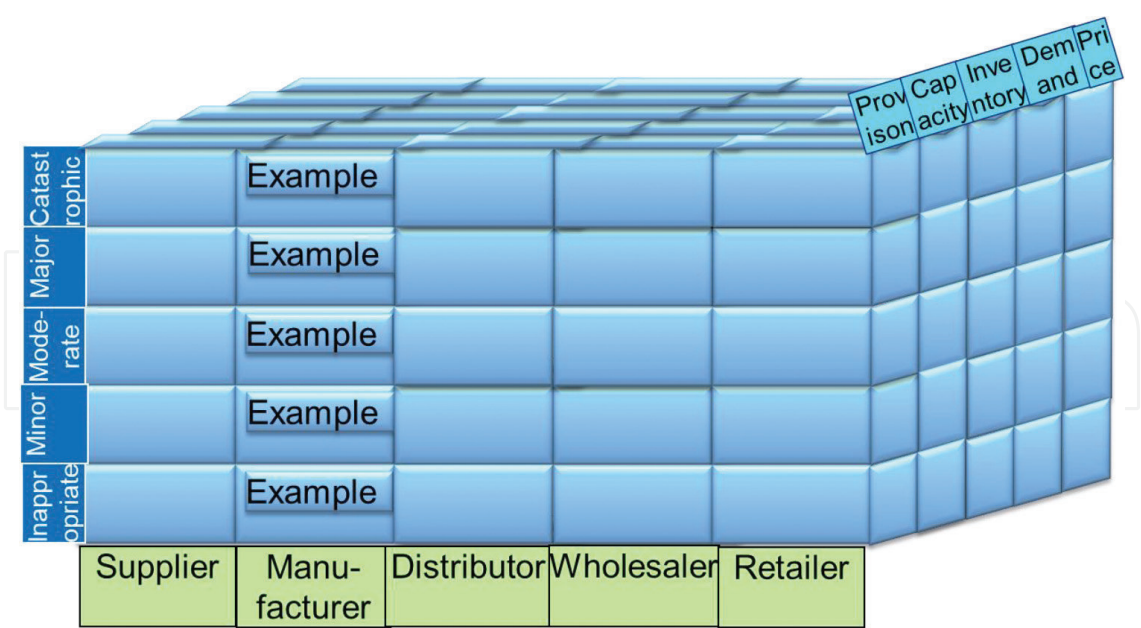 Prov
ison
Cap
acity
Inve
ntory
Dem
and
Pri
ce
Catast
rophic
Example
Major
Example
Mode-
rate
Example
Minor
Example
Inappr
opriate
Example
Supplier
Manu-
facturer
Distributor
Wholesaler
Retailer